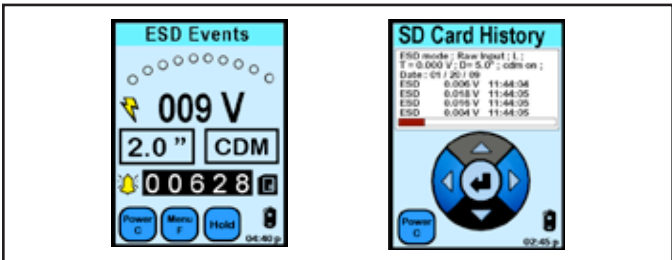 ESD Events
009 V
2.0 ” CDM
00628
Power C Menu F Hold
04:40 p
SD Card History
ESD mode ; Raw Input ; L ;
T = 0.000 V ; D= 5.0" ; cdm on ;
Date : 01 / 20 / 09
ESD 0.006 V 11:44:04
ESD 0.018 V 11:44:05
ESD 0.016 V 11:44:05
ESD 0.004 V 11:44:05
Power C
02:45 p